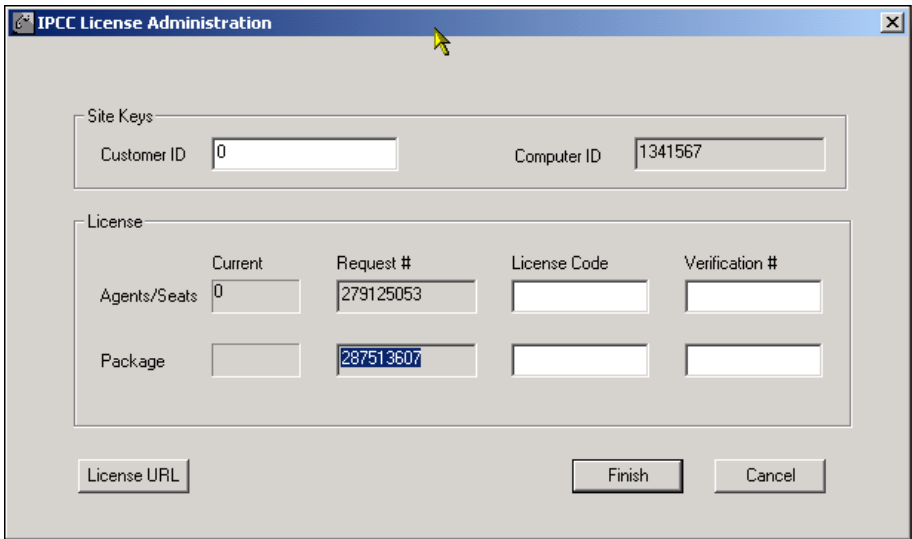 IPCC License Administration
Site Keys
Customer ID 0 Computer ID 1341567
License
Current Request # License Code Verification #
Agents/Seats 0 279125053
Package 287513607
License URL Finish Cancel